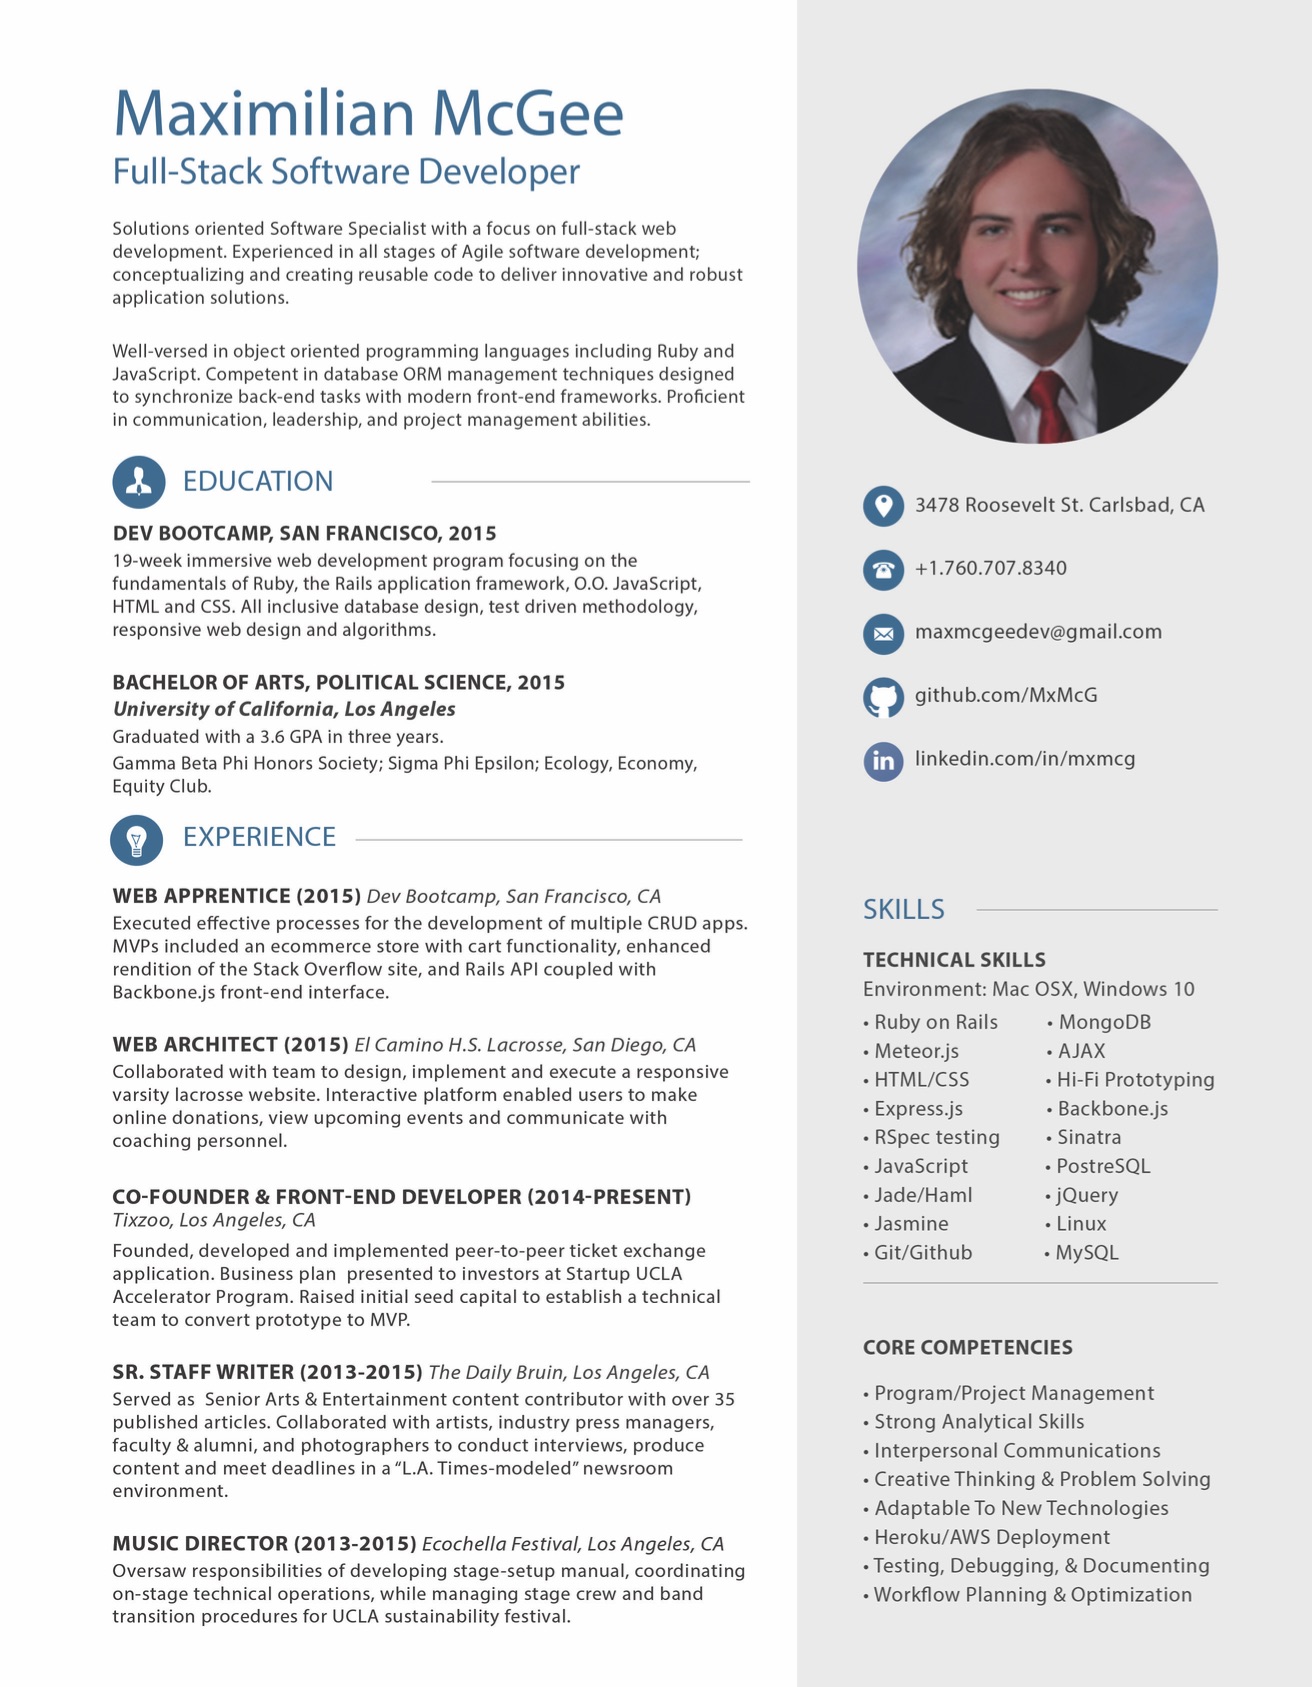 Maximilian McGee
Full-Stack Software Developer
Solutions oriented Software Specialist with a focus on full-stack web
development. Experienced in all stages of Agile software development;
conceptualizing and creating reusable code to deliver innovative and robust
application solutions.
Well-versed in object oriented programming languages including Ruby and
JavaScript. Competent in database ORM management techniques designed
to synchronize back-end tasks with modern front-end frameworks. Proficient
in communication, leadership, and project management abilities.
EDUCATION
DEV BOOTCAMP, SAN FRANCISCO, 2015
19-week immersive web development program focusing on the
fundamentals of Ruby, the Rails application framework, O.O. JavaScript,
HTML and CSS. All inclusive database design, test driven methodology,
responsive web design and algorithms.
BACHELOR OF ARTS, POLITICAL SCIENCE, 2015
University of California, Los Angeles
Graduated with a 3.6 GPA in three years.
Gamma Beta Phi Honors Society; Sigma Phi Epsilon; Ecology, Economy,
Equity Club.
EXPERIENCE
WEB APPRENTICE (2015) Dev Bootcamp, San Francisco, CA
Executed effective processes for the development of multiple CRUD apps.
MVPs included an ecommerce store with cart functionality, enhanced
rendition of the Stack Overflow site, and Rails API coupled with
Backbone.js front-end interface.
WEB ARCHITECT (2015) El Camino H.S. Lacrosse, San Diego, CA
Collaborated with team to design, implement and execute a responsive
varsity lacrosse website. Interactive platform enabled users to make
online donations, view upcoming events and communicate with
coaching personnel.
CO-FOUNDER & FRONT-END DEVELOPER (2014-PRESENT)
Tixzoo, Los Angeles, CA
Founded, developed and implemented peer-to-peer ticket exchange
application. Business plan  presented to investors at Startup UCLA
Accelerator Program. Raised initial seed capital to establish a technical
team to convert prototype to MVP.
SR. STAFF WRITER (2013-2015) The Daily Bruin, Los Angeles, CA
Served as  Senior Arts & Entertainment content contributor with over 35
published articles. Collaborated with artists, industry press managers,
faculty & alumni, and photographers to conduct interviews, produce
content and meet deadlines in a “L.A. Times-modeled” newsroom
environment.
MUSIC DIRECTOR (2013-2015) Ecochella Festival, Los Angeles, CA
Oversaw responsibilities of developing stage-setup manual, coordinating
on-stage technical operations, while managing stage crew and band
transition procedures for UCLA sustainability festival.
3478 Roosevelt St. Carlsbad, CA
+1.760.707.8340
maxmcgeedev@gmail.com
github.com/MxMcG
in linkedin.com/in/mxmcg
SKILLS
TECHNICAL SKILLS
Environment: Mac OSX, Windows 10
• Ruby on Rails • MongoDB
• Meteor.js • AJAX
• HTML/CSS • Hi-Fi Prototyping
• Express.js • Backbone.js
• RSpec testing • Sinatra
• JavaScript • PostreSQL
• Jade/Haml • jQuery
• Jasmine • Linux
• Git/Github • MySQL
CORE COMPETENCIES
• Program/Project Management
• Strong Analytical Skills
• Interpersonal Communications
• Creative Thinking & Problem Solving
• Adaptable To New Technologies
• Heroku/AWS Deployment
• Testing, Debugging, & Documenting
• Workflow Planning & Optimization